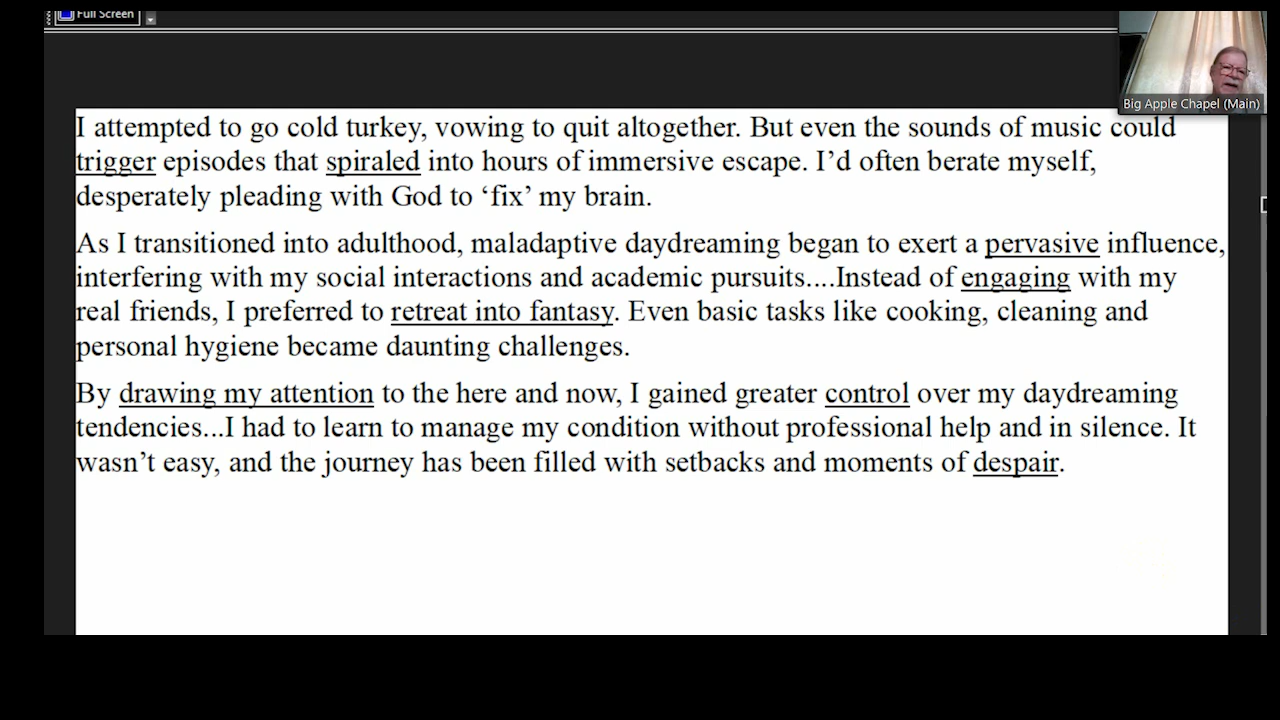 Full Screen
Big Apple Chapel (Main)
I attempted to go cold turkey, vowing to quit altogether. But even the sounds of music could
trigger episodes that spiraled into hours of immersive escape. I’d often berate myself,
desperately pleading with God to ‘fix’ my brain.
As I transitioned into adulthood, maladaptive daydreaming began to exert a pervasive influence,
interfering with my social interactions and academic pursuits....Instead of engaging with my
real friends, I preferred to retreat into fantasy. Even basic tasks like cooking, cleaning and
personal hygiene became daunting challenges.
By drawing my attention to the here and now, I gained greater control over my daydreaming
tendencies...I had to learn to manage my condition without professional help and in silence. It
wasn’t easy, and the journey has been filled with setbacks and moments of despair.